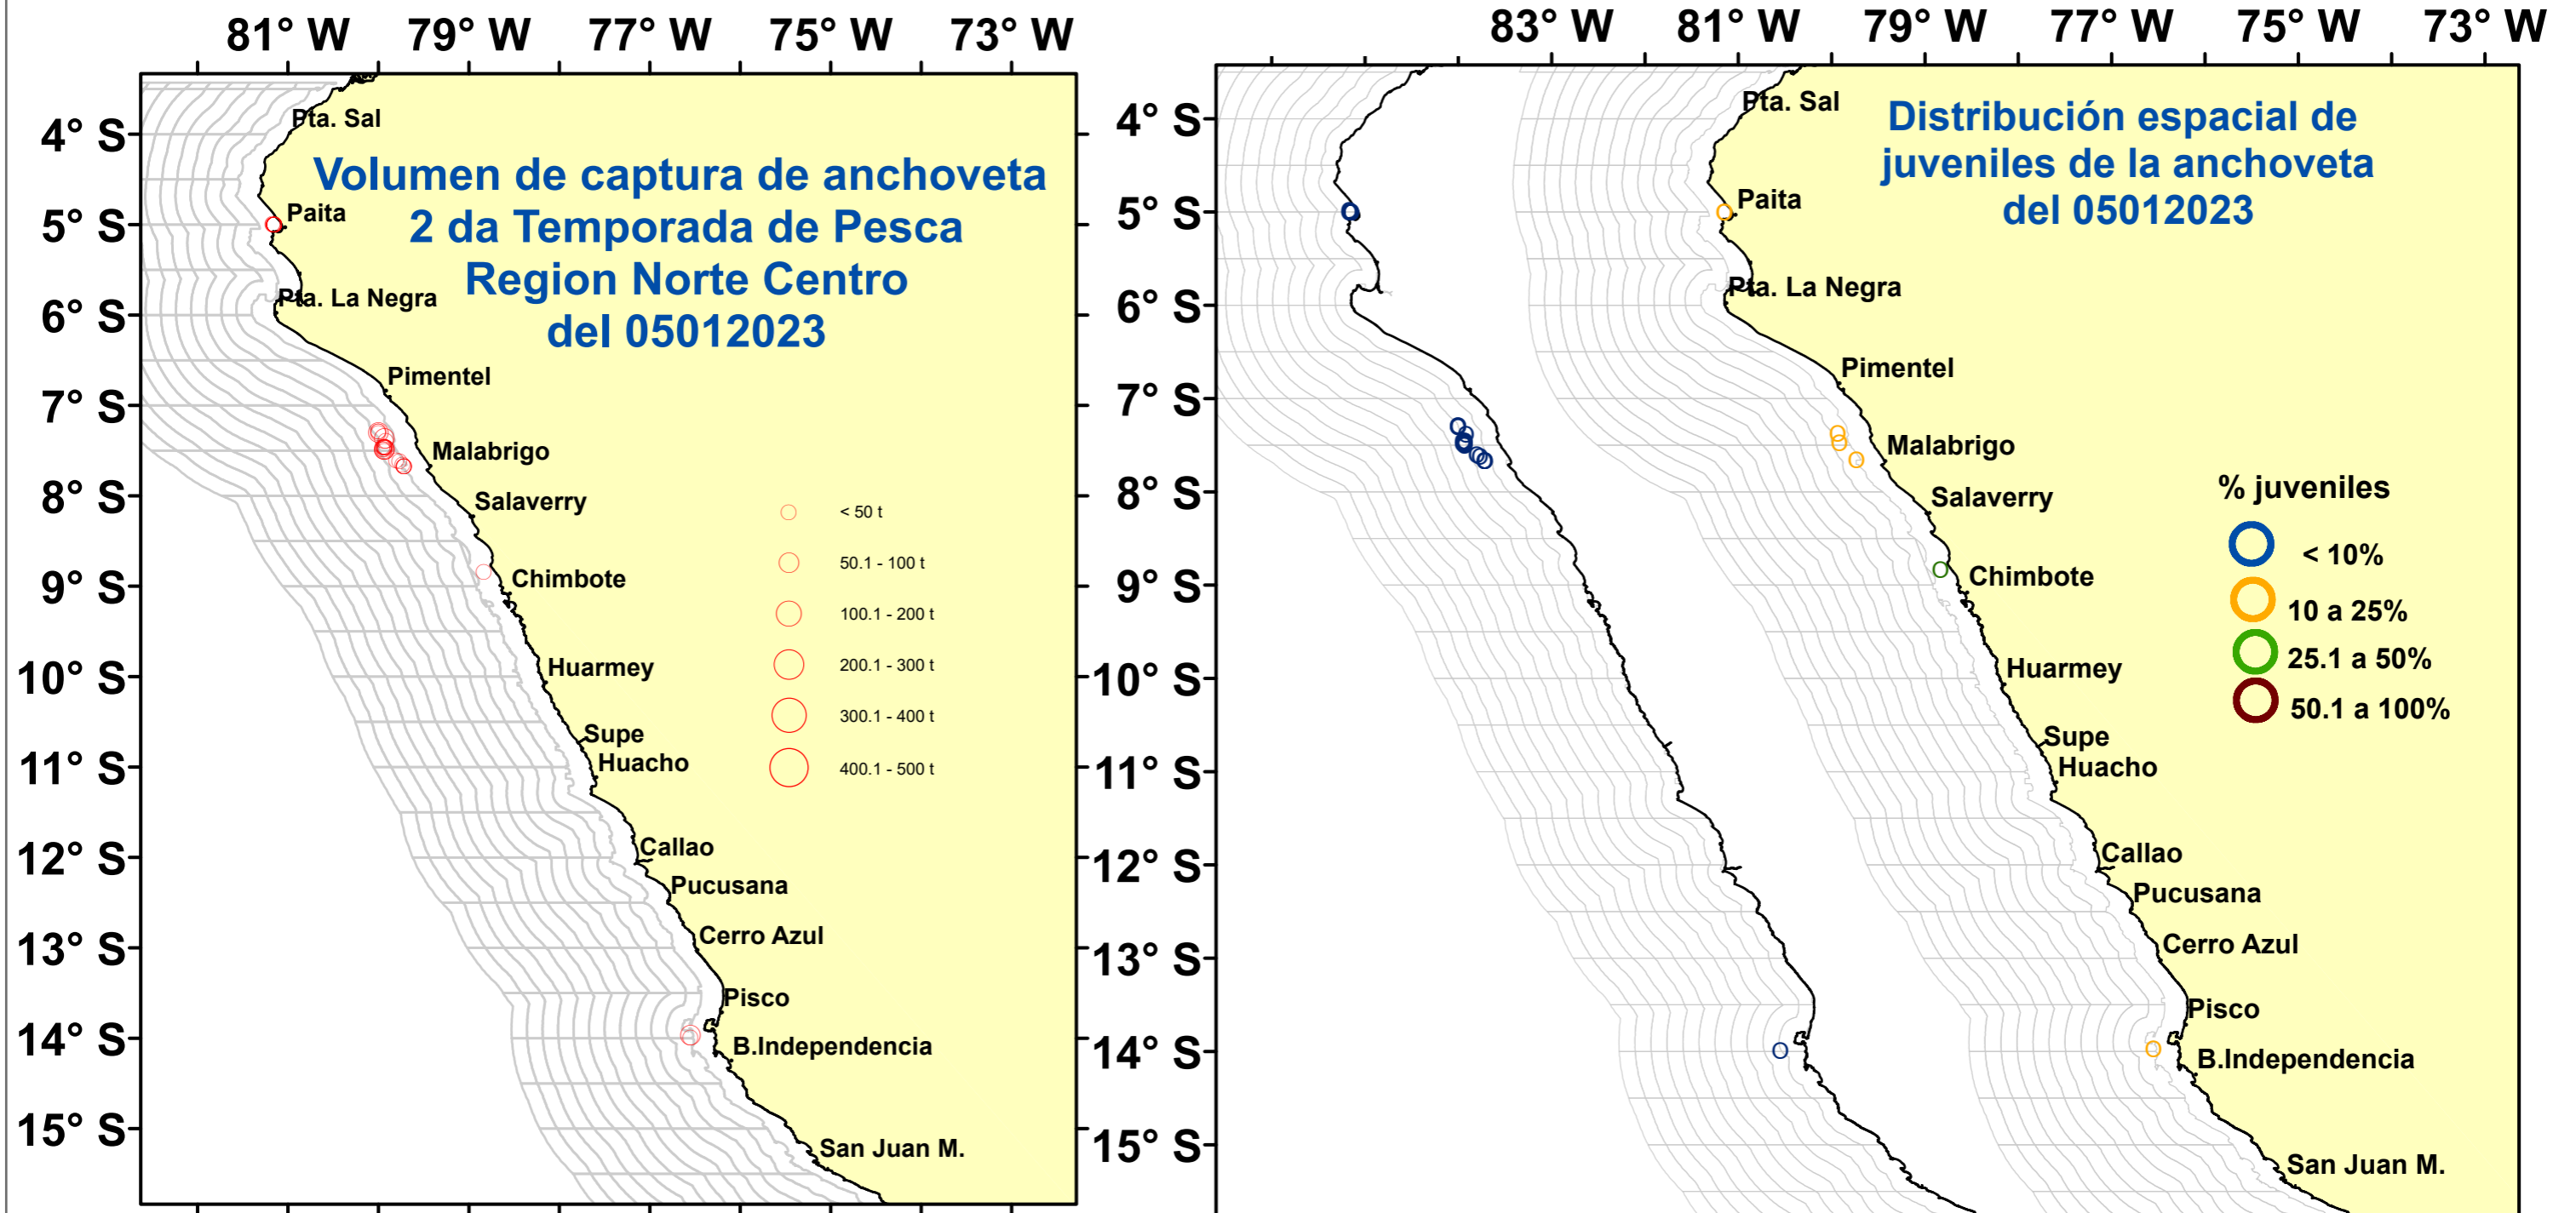 81° W 79° W 77° W 75° W 73° W
4° S
5° S
6° S
7° S
8° S
9° S
10° S
11° S
12° S
13° S
14° S
15° S
Volumen de captura de anchoveta
2 da Temporada de Pesca
Region Norte Centro
del 05012023
Pta. Sal
Paita
Pta. La Negra
Pimentel
Malabrigo
Salaverry
Chimbote
Huarmey
Supe
Huacho
Callao
Pucusana
Cerro Azul
Pisco
B.Independencia
San Juan M.
< 50 t
50.1 - 100 t
100.1 - 200 t
200.1 - 300 t
300.1 - 400 t
400.1 - 500 t
83° W 81° W 79° W 77° W 75° W 73° W
4° S
5° S
6° S
7° S
8° S
9° S
10° S
11° S
12° S
13° S
14° S
15° S
Distribución espacial de
juveniles de la anchoveta
del 05012023
Pta. Sal
Paita
Pta. La Negra
Pimentel
Malabrigo
Salaverry
Chimbote
Huarmey
Supe
Huacho
Callao
Pucusana
Cerro Azul
Pisco
B.Independencia
San Juan M.
% juveniles
< 10%
10 a 25%
25.1 a 50%
50.1 a 100%